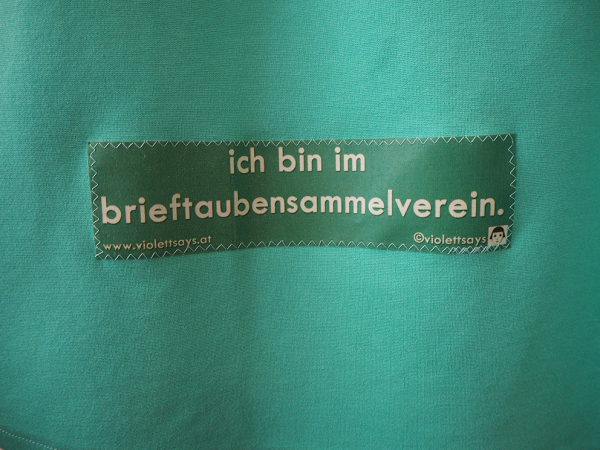 ich bin im
brieftaubensammelverein.
www.violettsays.at ©violettsays